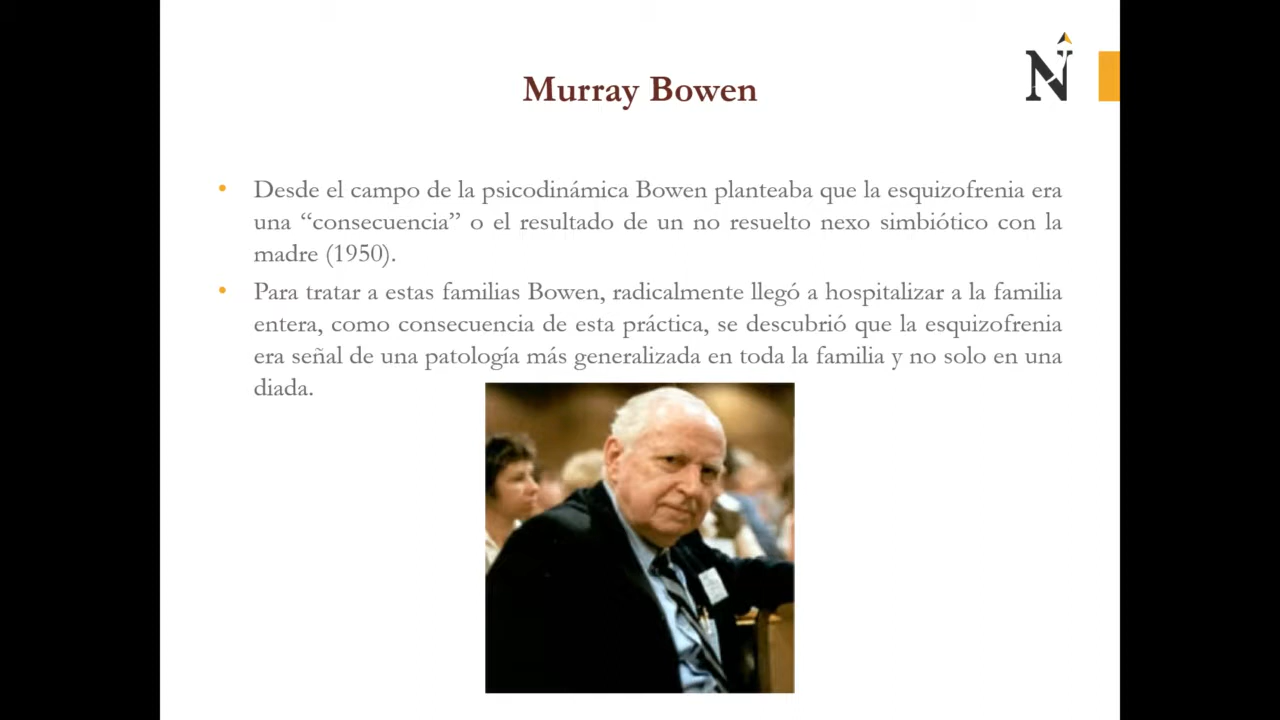 Murray Bowen
N
• Desde el campo de la psicodinámica Bowen planteaba que la esquizofrenia era
una “consecuencia” o el resultado de un no resuelto nexo simbiótico con la
madre (1950).
• Para tratar a estas familias Bowen, radicalmente llegó a hospitalizar a la familia
entera, como consecuencia de esta práctica, se descubrió que la esquizofrenia
era señal de una patología más generalizada en toda la familia y no solo en una
diada.